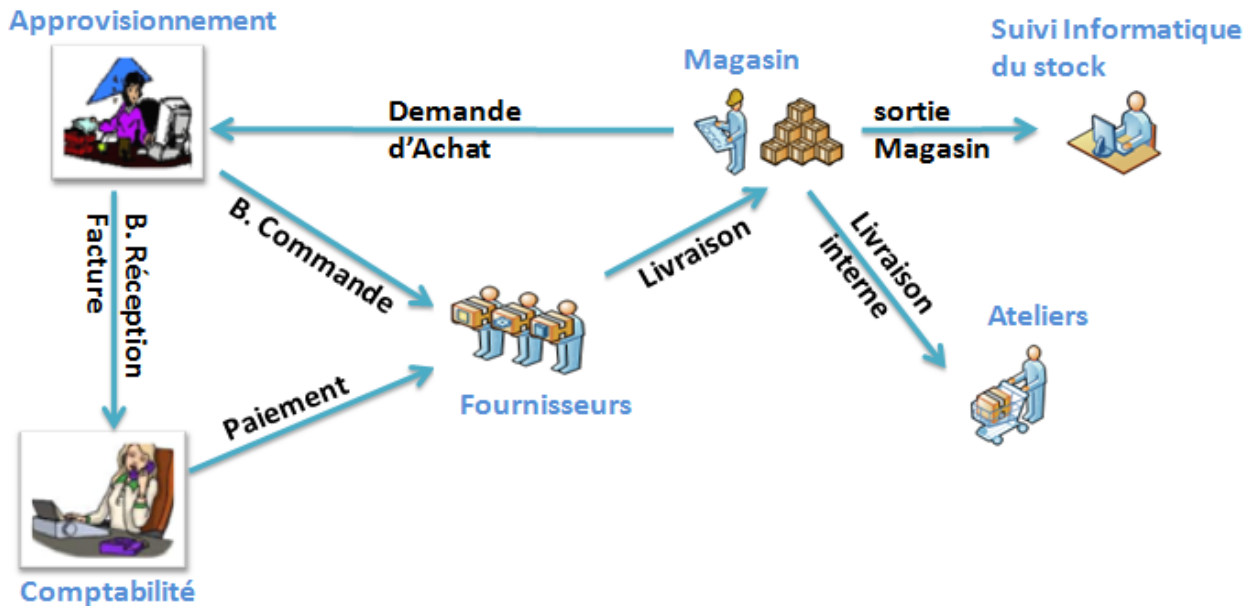 Approvisionnement
Suivi Informatique
du stock
Magasin
Demande
d'Achat
sortie
Magasin
B. Réception
Facture
B. Commande
Livraison
Livraison
interne
Ateliers
Paiement
Fournisseurs
Comptabilité